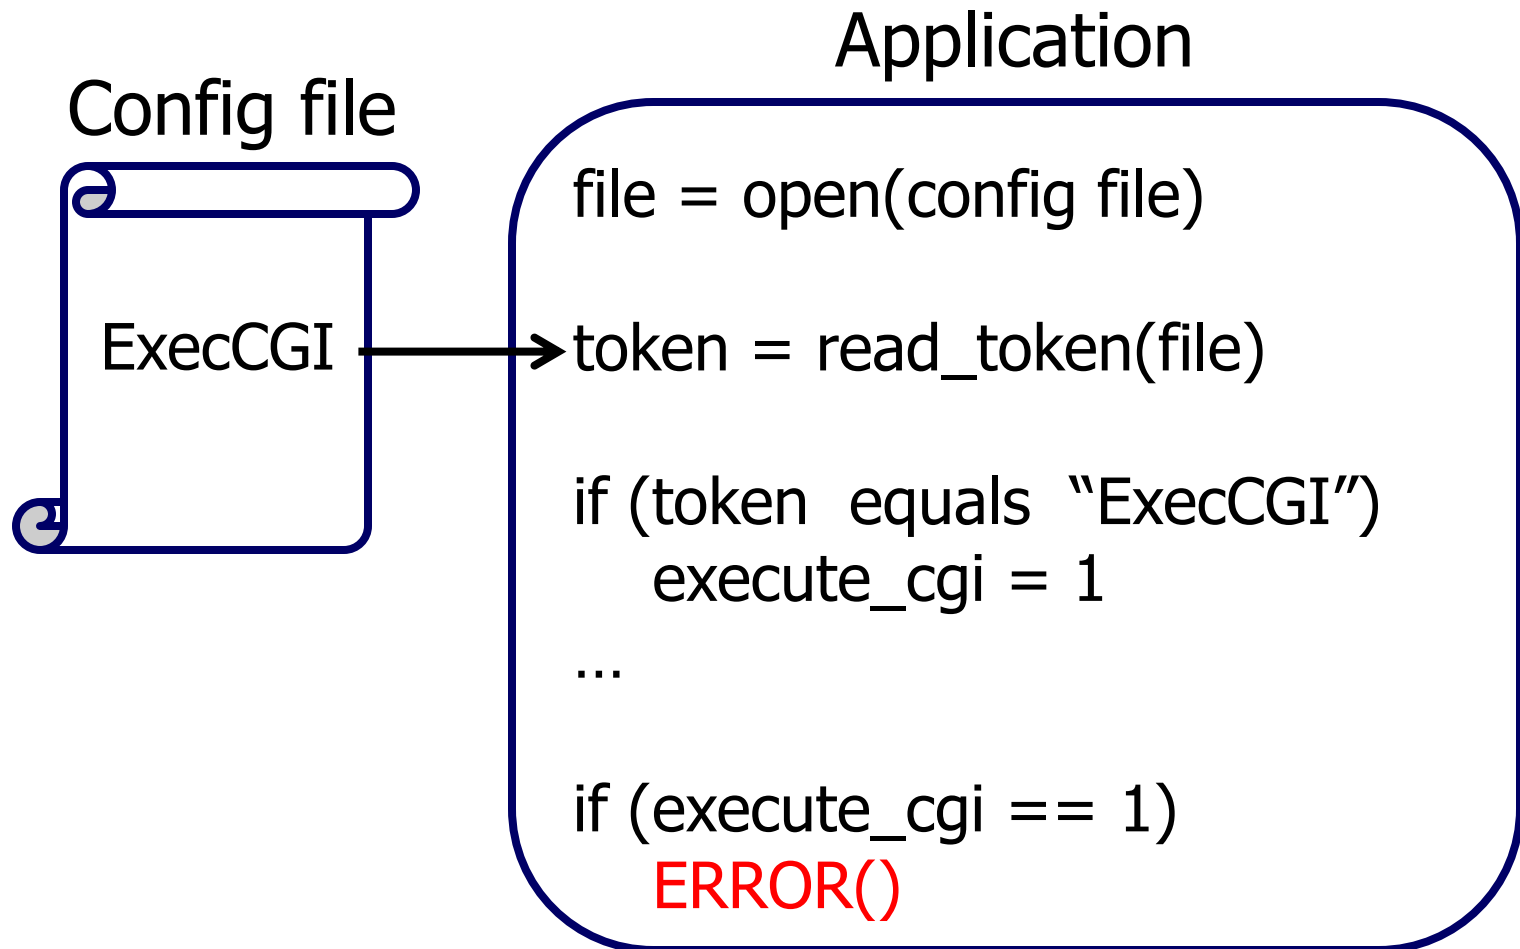 Application
Config file
file = open(config file)
ExecCGI
token = read_token(file)
if (token equals “ExecCGI”)
execute_cgi = 1
…
if (execute_cgi == 1)
ERROR()